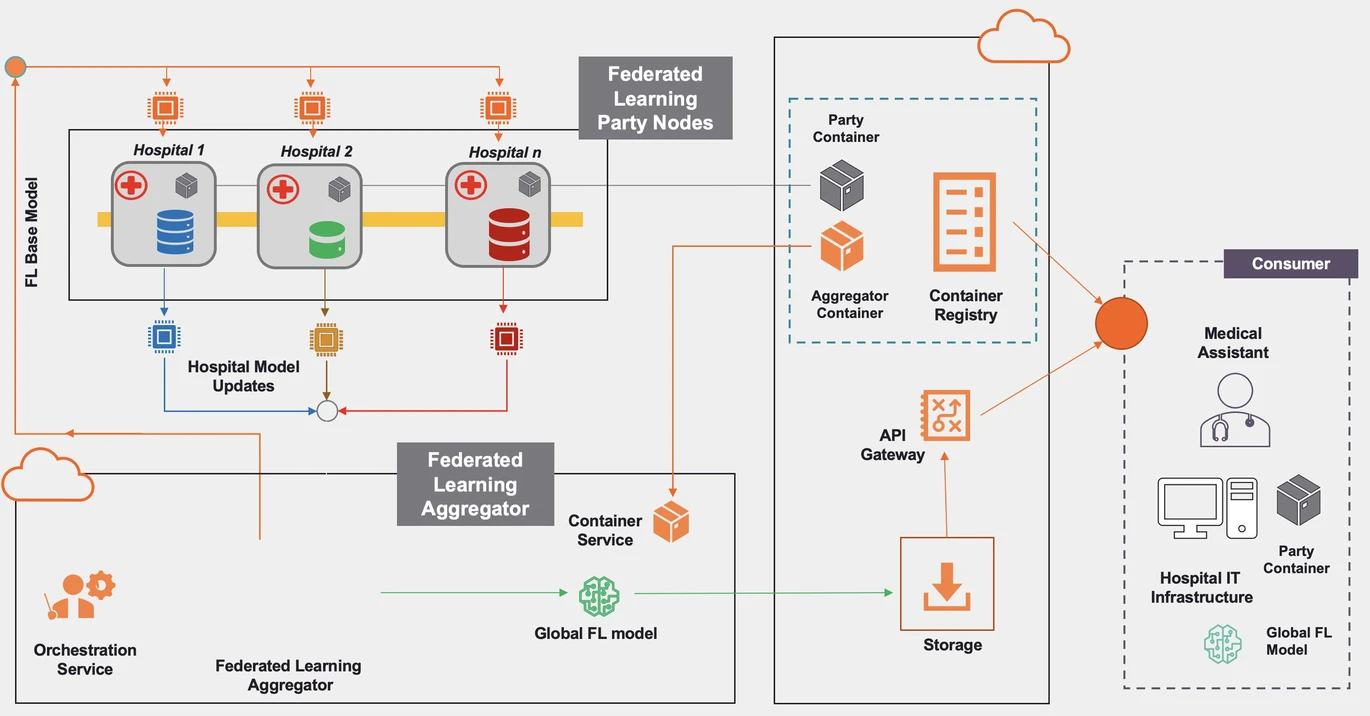 Federated
Learning
Party Nodes
Hospital 1
Hospital 2
Hospital n
FL Base Model
Hospital Model
Updates
Party
Container
Aggregator
Container
Container
Registry
API
Gateway
Storage
Consumer
Medical
Assistant
Hospital IT
Infrastructure
Party
Container
Global FL
Model
Federated
Learning
Aggregator
Container
Service
Global FL model
Orchestration
Service
Federated Learning
Aggregator